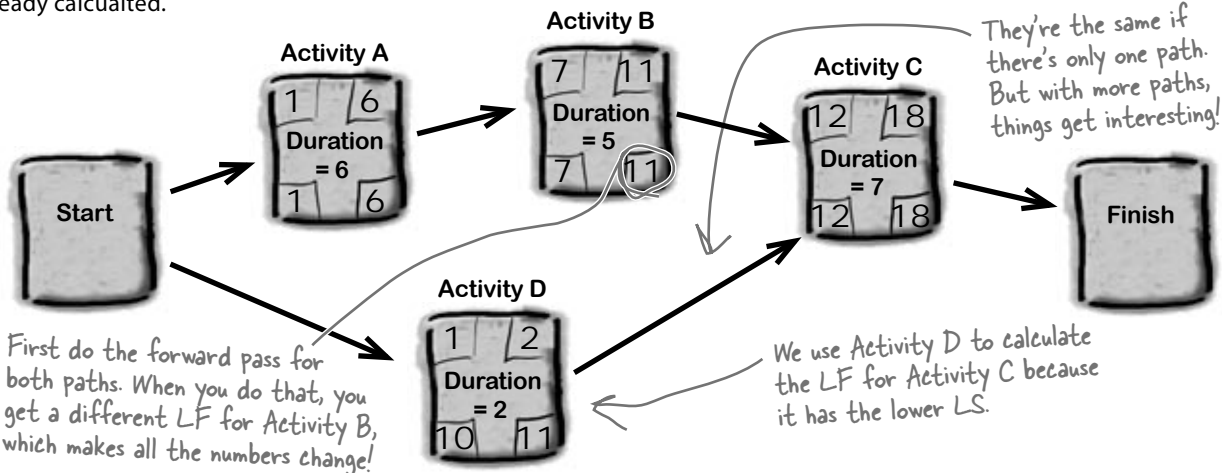 eady calcualted.
Activity B
They're the same if
there's only one path.
But with more paths,
things get interesting!
Activity A
Activity C
7 11
Duration
= 5
7 11
1 6
Duration
= 6
1 6
12 18
Duration
= 7
12 18
Start
Finish
Activity D
1 2
Duration
= 2
10 11
First do the forward pass for
both paths. When you do that, you
get a different LF for Activity B,
which makes all the numbers change!
We use Activity D to calculate
the LF for Activity C because
it has the lower LS.